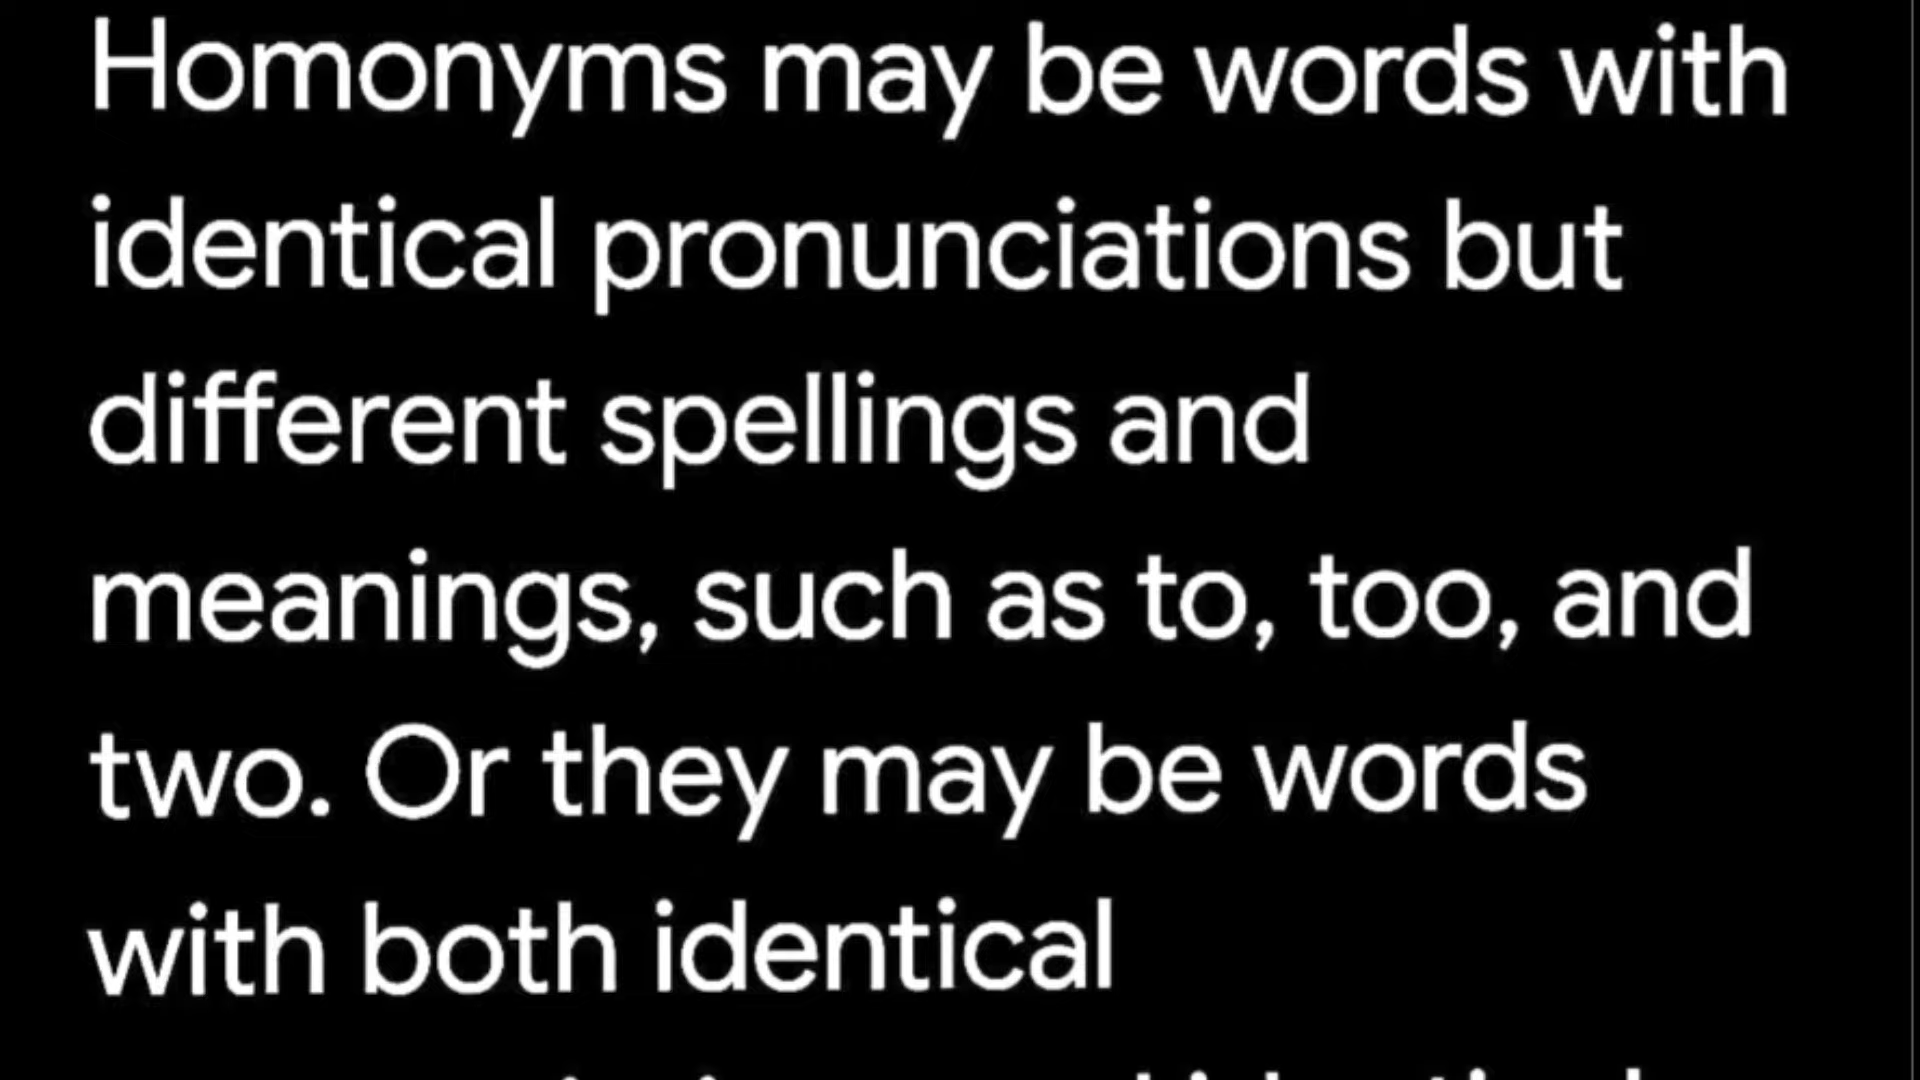 Homonyms may be words with
identical pronunciations but
different spellings and
meanings, such as to, too, and
two. Or they may be words
with both identical